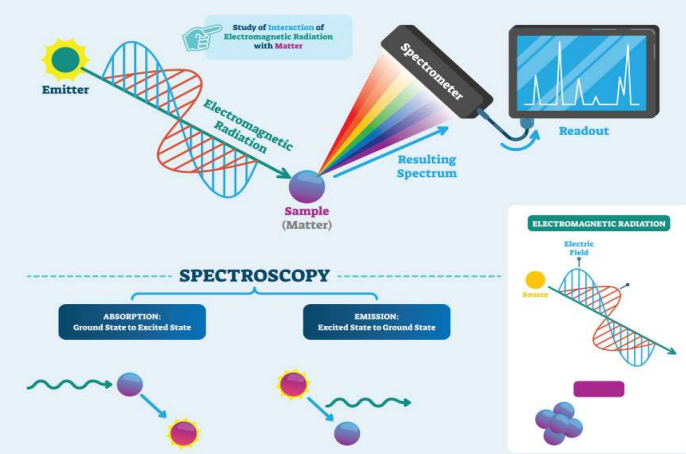 Study of Interaction of
Electromagnetic Radiation
with Matter
Emitter
Electromagnetic
Radiation
Spectrometer
Readout
Resulting
Spectrum
Sample
(Matter)
SPECTROSCOPY
ABSORPTION:
Ground State to Excited State
EMISSION:
Excited State to Ground State
ELECTROMAGNETIC RADIATION
Electric
Field
Source